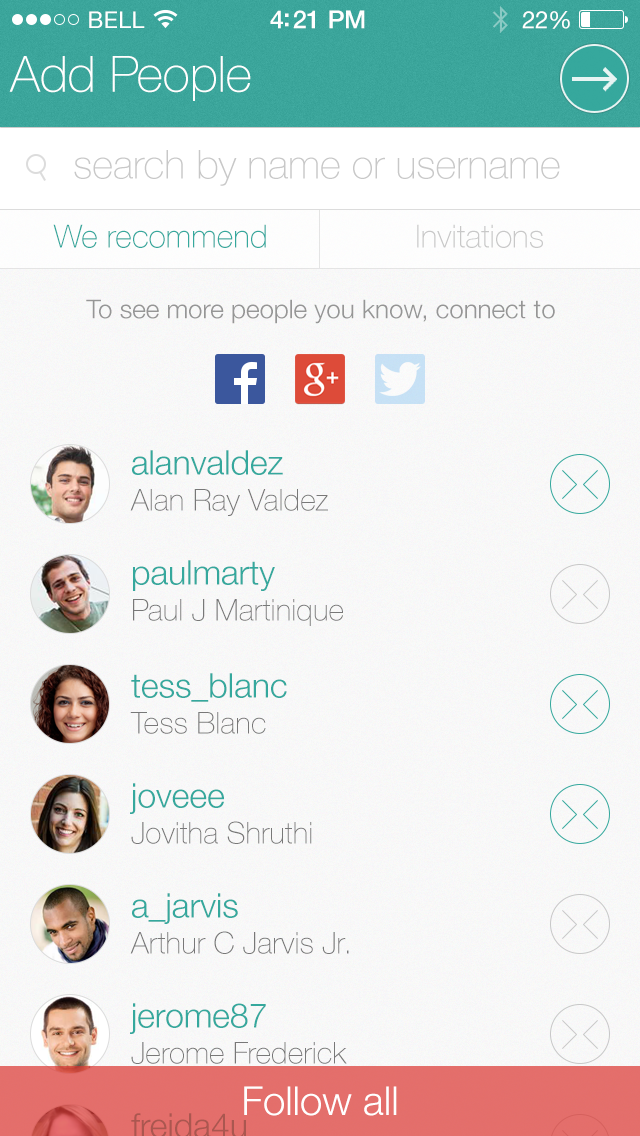 BELL 4:21 PM 22%
Add People
search by name or username
We recommend Invitations
To see more people you know, connect to
f g+
alanvaldez
Alan Ray Valdez
paulmarty
Paul J Martinique
tess_blanc
Tess Blanc
joveee
Jovitha Shruthi
a_jarvis
Arthur C Jarvis Jr.
jerome87
Jerome Frederick
Follow all
freida4u